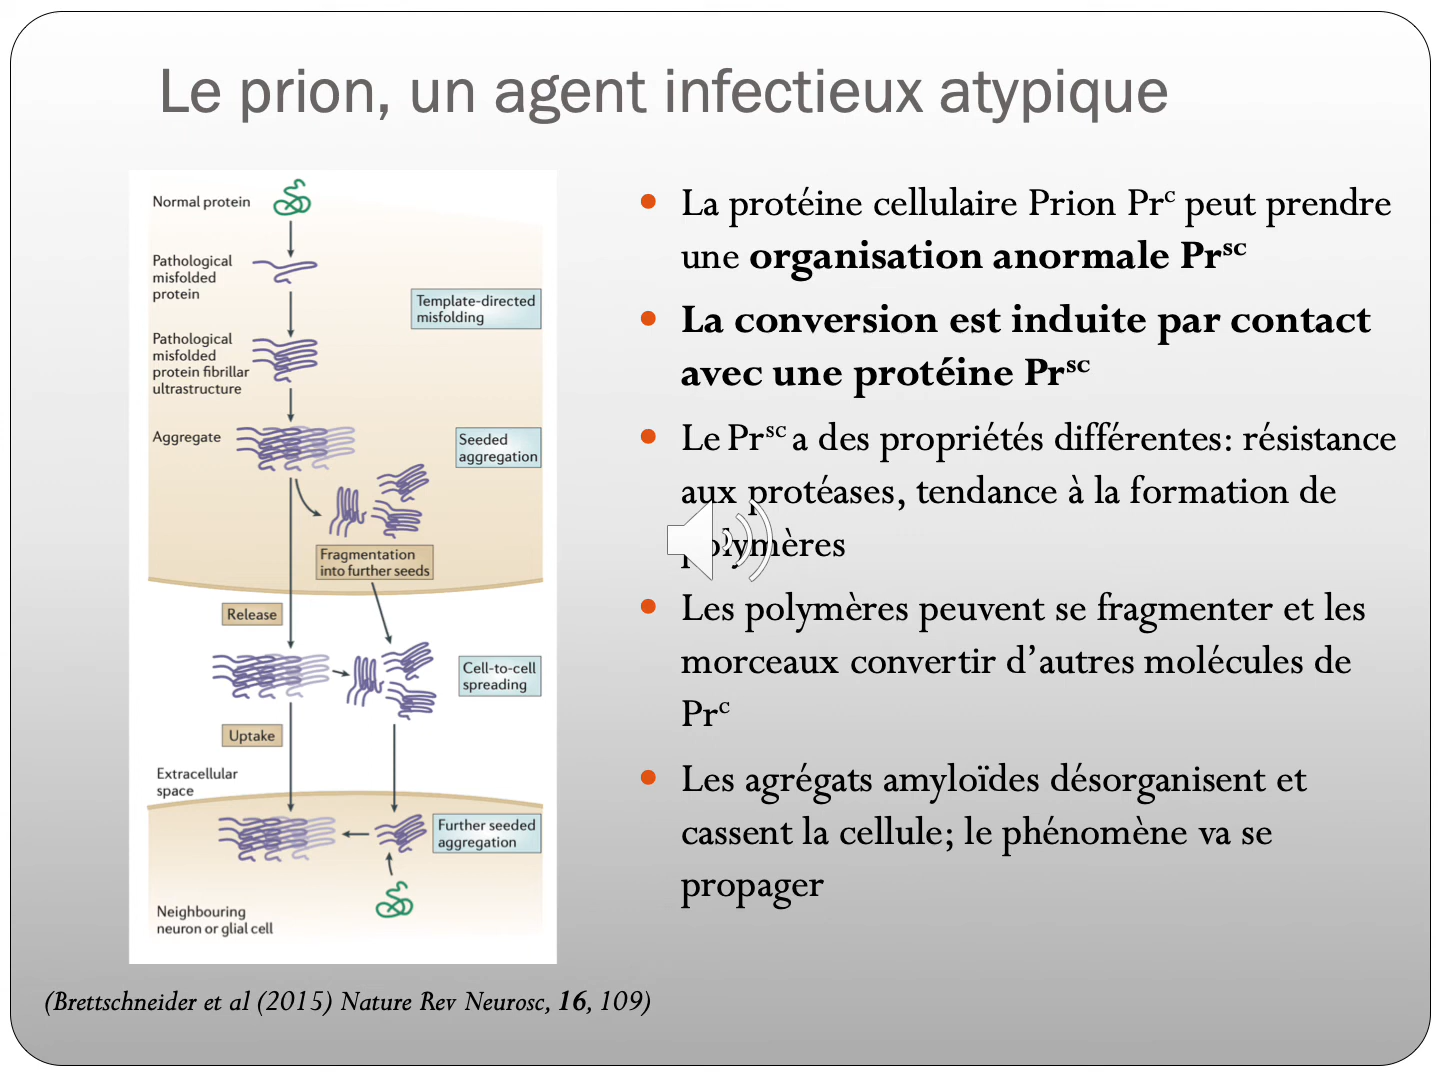 Le prion, un agent infectieux atypique
Normal protein
Pathological
misfolded
protein
Template-directed
misfolding
Pathological
misfolded
protein fibrillar
ultrastructure
Aggregate
Seeded
aggregation
Fragmentation
into further seeds
Release
Cell-to-cell
spreading
Uptake
Extracellular
space
Further seeded
aggregation
Neighbouring
neuron or glial cell
• La protéine cellulaire Prion Prᶜ peut prendre
une organisation anormale Prˢᶜ
• La conversion est induite par contact
avec une protéine Prˢᶜ
• Le Prˢᶜ a des propriétés différentes: résistance
aux protéases, tendance à la formation de
polymères
• Les polymères peuvent se fragmenter et les
morceaux convertir d’autres molécules de
Prᶜ
• Les agrégats amyloïdes désorganisent et
cassent la cellule; le phénomène va se
propager
(Brettschneider et al (2015) Nature Rev Neurosc, 16, 109)